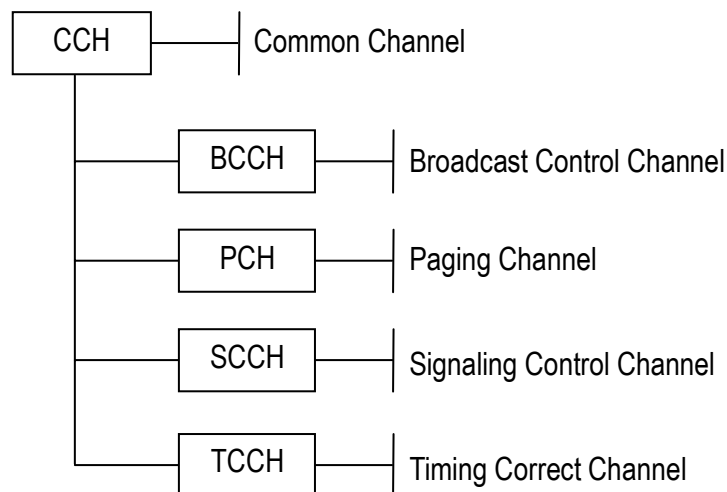 CCH Common Channel
BCCH Broadcast Control Channel
PCH Paging Channel
SCCH Signaling Control Channel
TCCH Timing Correct Channel